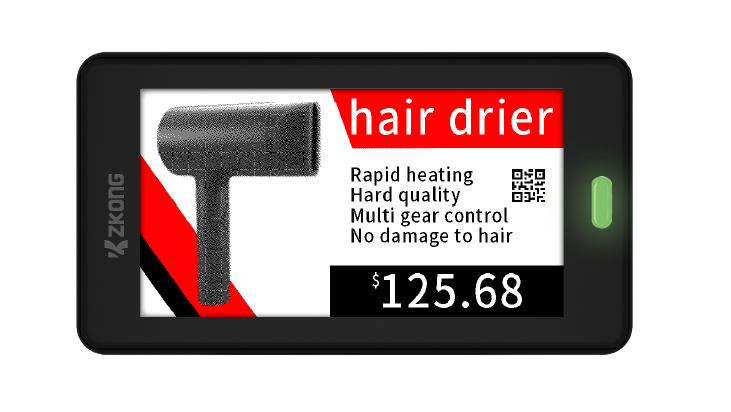 ZKONG
hair drier
Rapid heating
Hard quality
Multi gear control
No damage to hair
$125.68